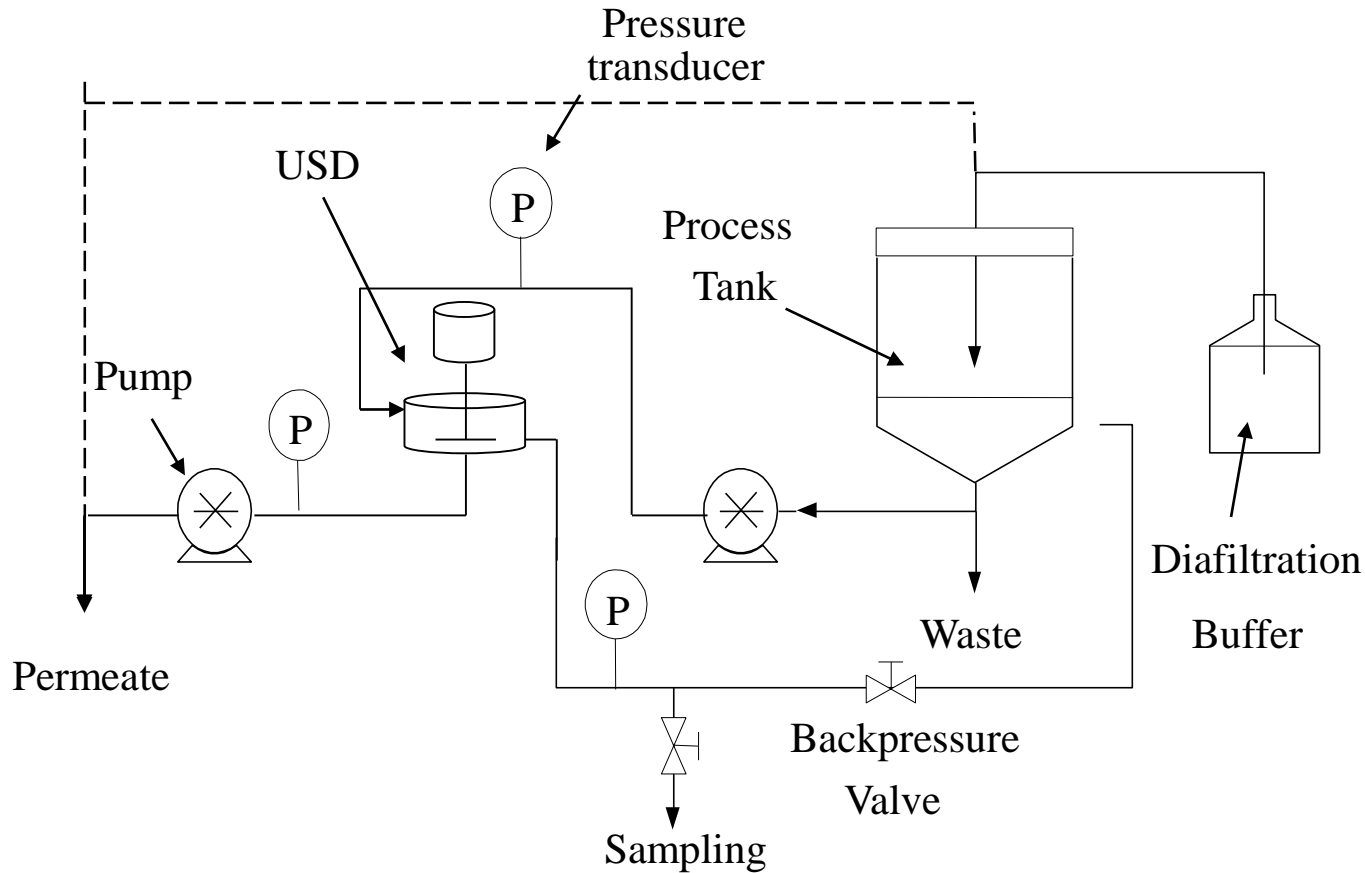 Pressure
transducer
USD
P
Process
Tank
Pump
P
Diafiltration
Buffer
P
Waste
Permeate
Backpressure
Valve
Sampling